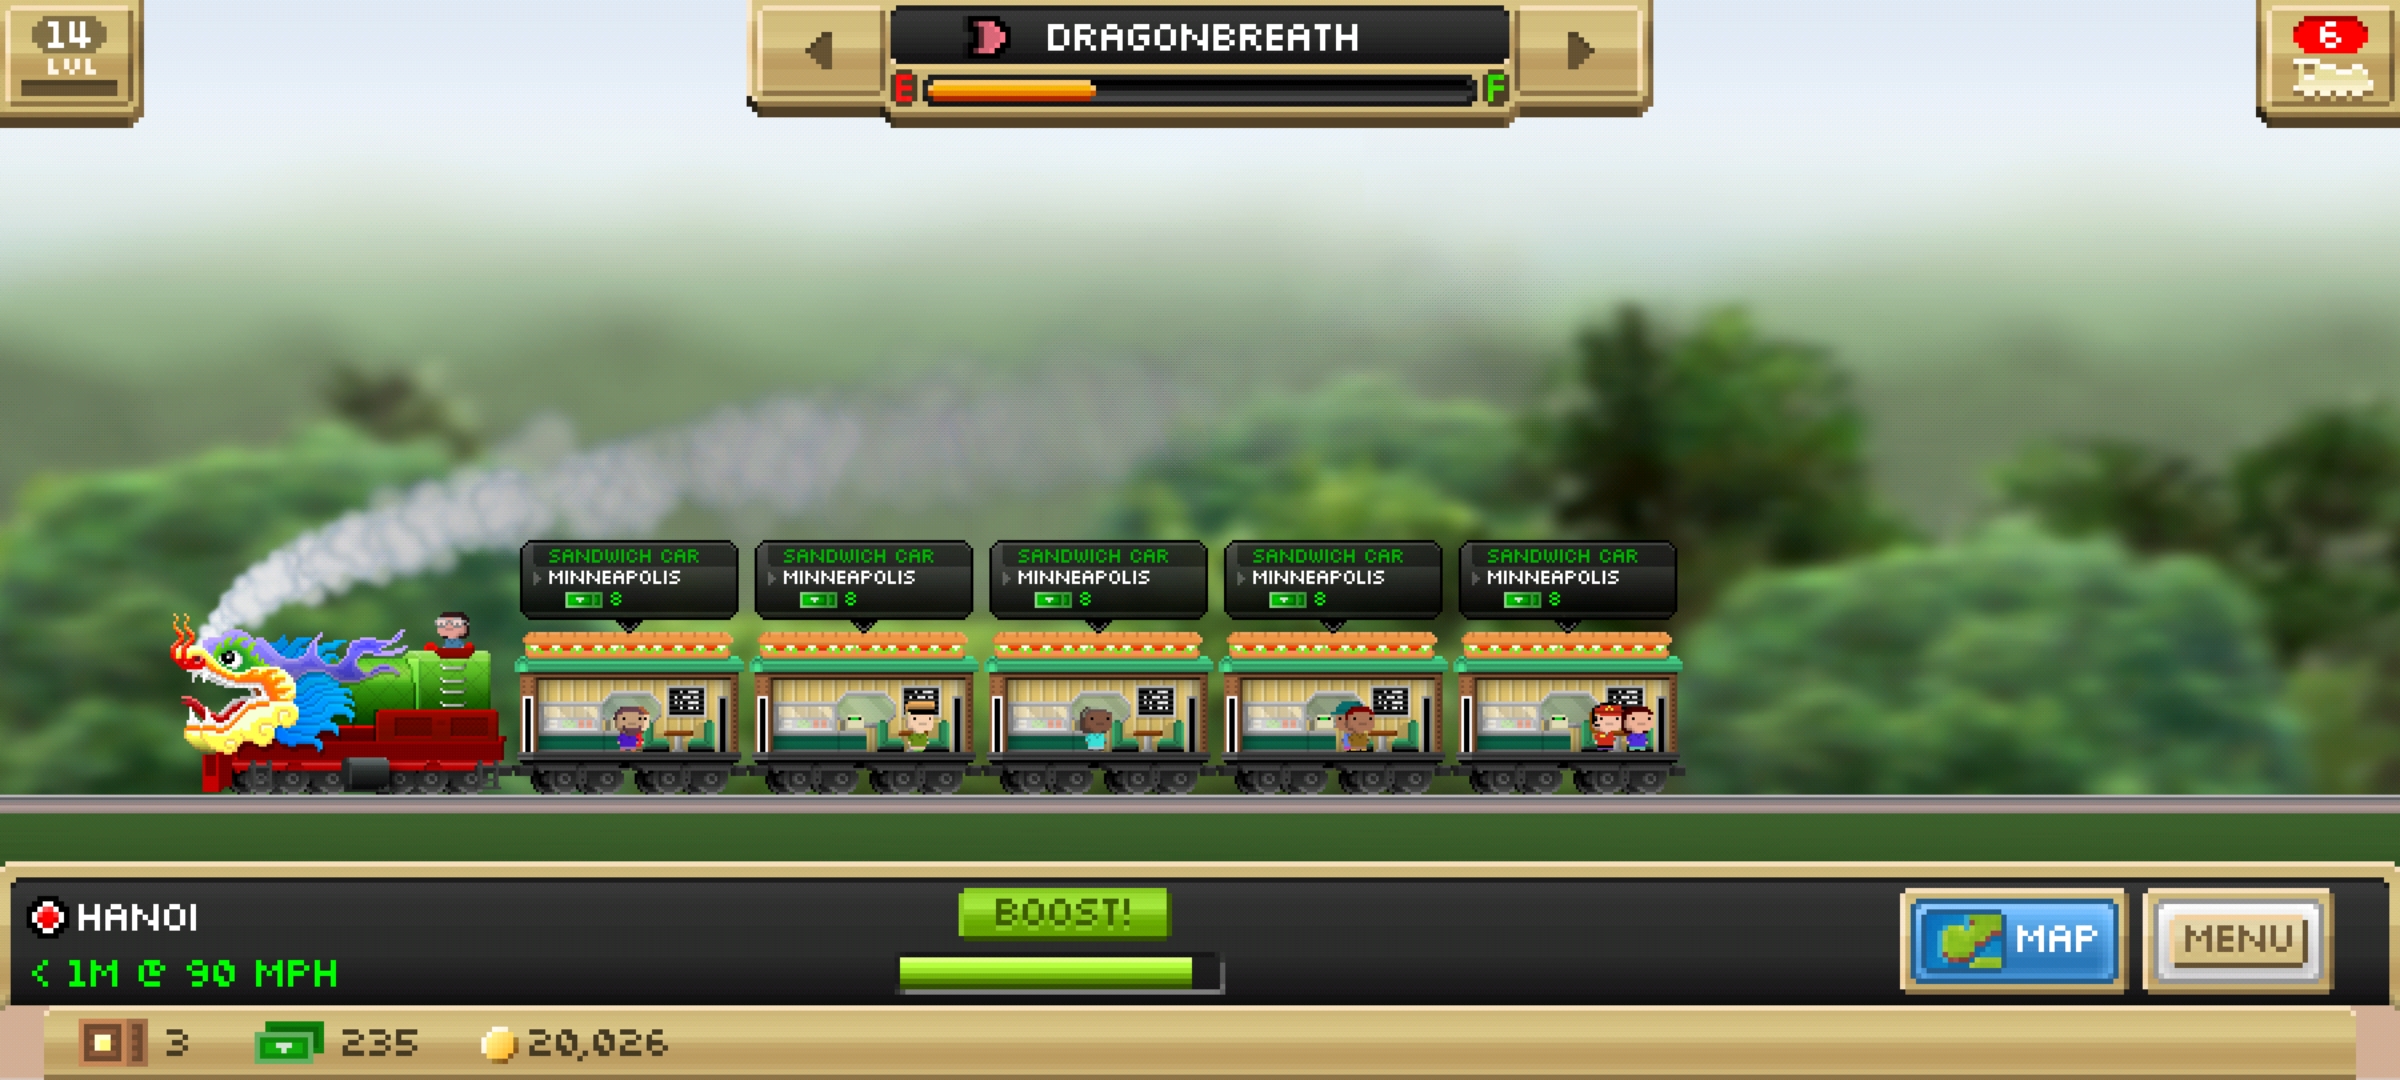 14
LVL
DRAGONBREATH
E F
6
SANDWICH CAR
MINNEAPOLIS
8
SANDWICH CAR
MINNEAPOLIS
8
SANDWICH CAR
MINNEAPOLIS
8
SANDWICH CAR
MINNEAPOLIS
8
SANDWICH CAR
MINNEAPOLIS
8
HANOI
< 1M @ 90 MPH
BOOST!
MAP
MENU
3
235
20,026